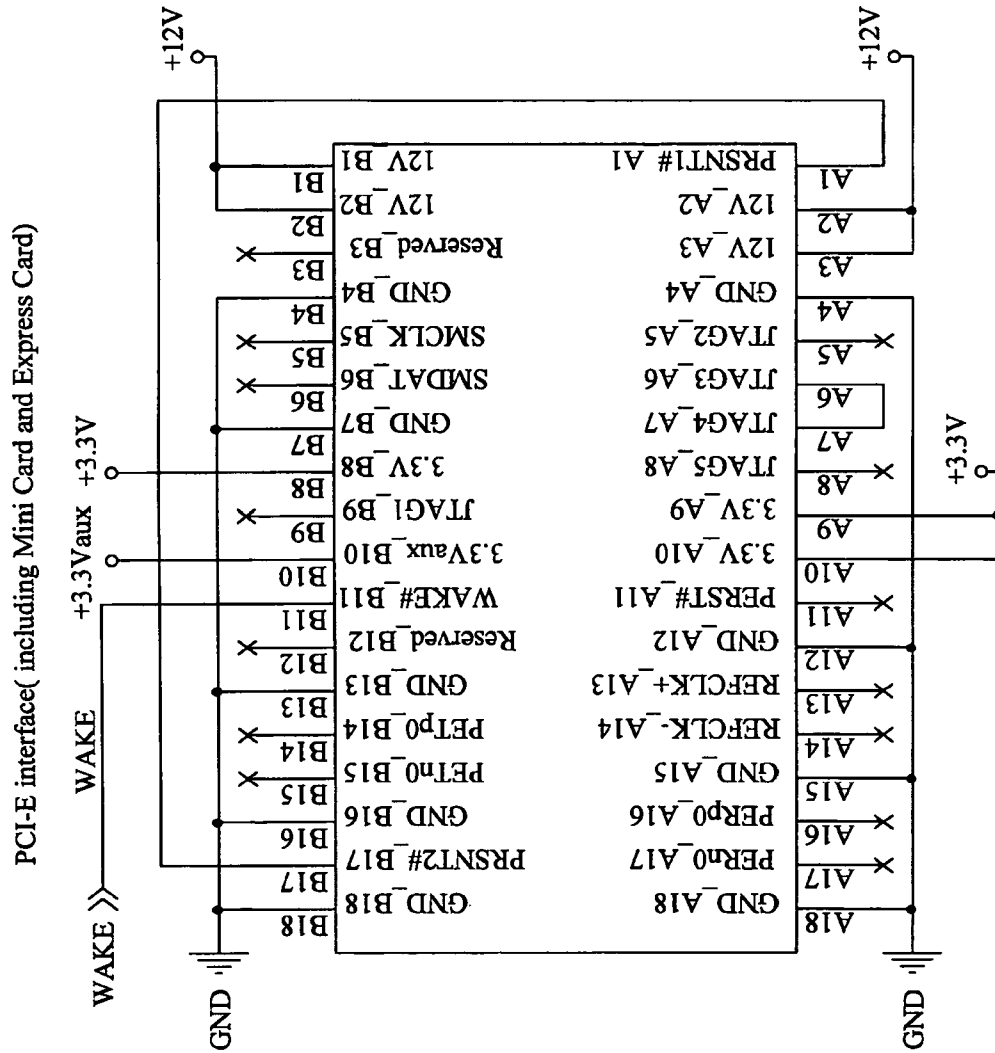 PCI-E interface( including Mini Card and Express Card)
+12V
+3.3V
+3.3Vaux
WAKE
WAKE
GND
B1 12V_B1
B2 12V_B2
B3 Reserved_B3
B4 GND_B4
B5 SMCLK_B5
B6 SMDAT_B6
B7 GND_B7
B8 3.3V_B8
B9 JTAG1_B9
B10 3.3Vaux_B10
B11 WAKE#_B11
B12 Reserved_B12
B13 GND_B13
B14 PETp0_B14
B15 PETn0_B15
B16 GND_B16
B17 PRSNT2#_B17
B18 GND_B18
PRSNT1#_A1 A1
12V_A2 A2
12V_A3 A3
GND_A4 A4
JTAG2_A5 A5
JTAG3_A6 A6
JTAG4_A7 A7
JTAG5_A8 A8
3.3V_A9 A9
3.3V_A10 A10
PERST#_A11 A11
GND_A12 A12
REFCLK+_A13 A13
REFCLK-_A14 A14
GND_A15 A15
PERp0_A16 A16
PERn0_A17 A17
GND_A18 A18
+12V
+3.3V
GND